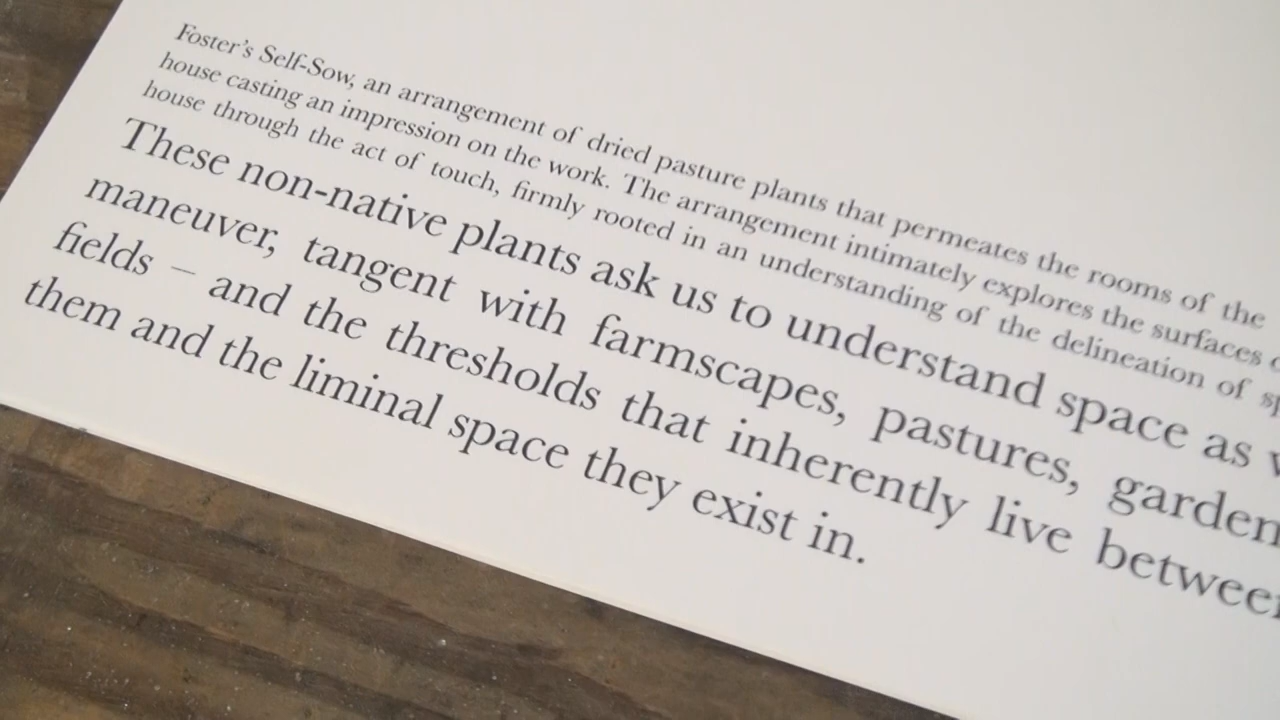 Foster's Self-Sow, an arrangement of dried pasture plants that permeates the rooms of the
house casting an impression on the work. The arrangement intimately explores the surfaces
house through the act of touch, firmly rooted in an understanding of the delineation of
These non-native plants ask us to understand space as
maneuver, tangent with farmscapes, pastures,
fields – and the thresholds that inherently live
them and the liminal space they exist in.